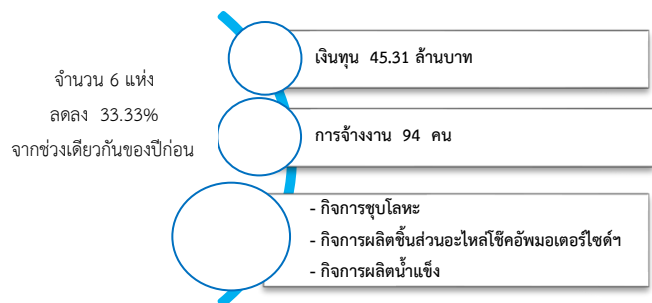 จำนวน 6 แห่ง
ลดลง 33.33%
จากช่วงเดียวกันของปีก่อน
เงินทุน 45.31 ล้านบาท
การจ้างงาน 94 คน
- กิจการชุบโลหะ
- กิจการผลิตชิ้นส่วนอะไหล่โช๊คอัพมอเตอร์ไซด์ฯ
- กิจการผลิตน้ำแข็ง